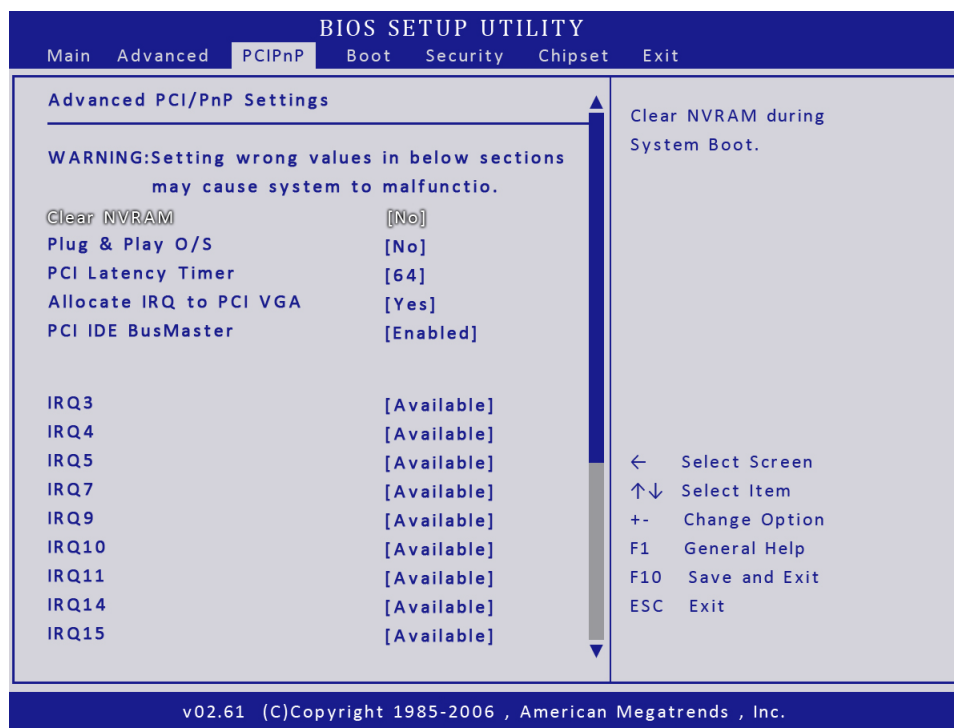 BIOS SETUP UTILITY
Main Advanced PCIPnP Boot Security Chipset Exit
Advanced PCI/PnP Settings
WARNING:Setting wrong values in below sections
may cause system to malfunctio.
Clear NVRAM [No]
Plug & Play O/S [No]
PCI Latency Timer [64]
Allocate IRQ to PCI VGA [Yes]
PCI IDE BusMaster [Enabled]
IRQ3 [Available]
IRQ4 [Available]
IRQ5 [Available]
IRQ7 [Available]
IRQ9 [Available]
IRQ10 [Available]
IRQ11 [Available]
IRQ14 [Available]
IRQ15 [Available]
Clear NVRAM during
System Boot.
← Select Screen
↑↓ Select Item
+- Change Option
F1 General Help
F10 Save and Exit
ESC Exit
v02.61 (C)Copyright 1985-2006 , American Megatrends , Inc.